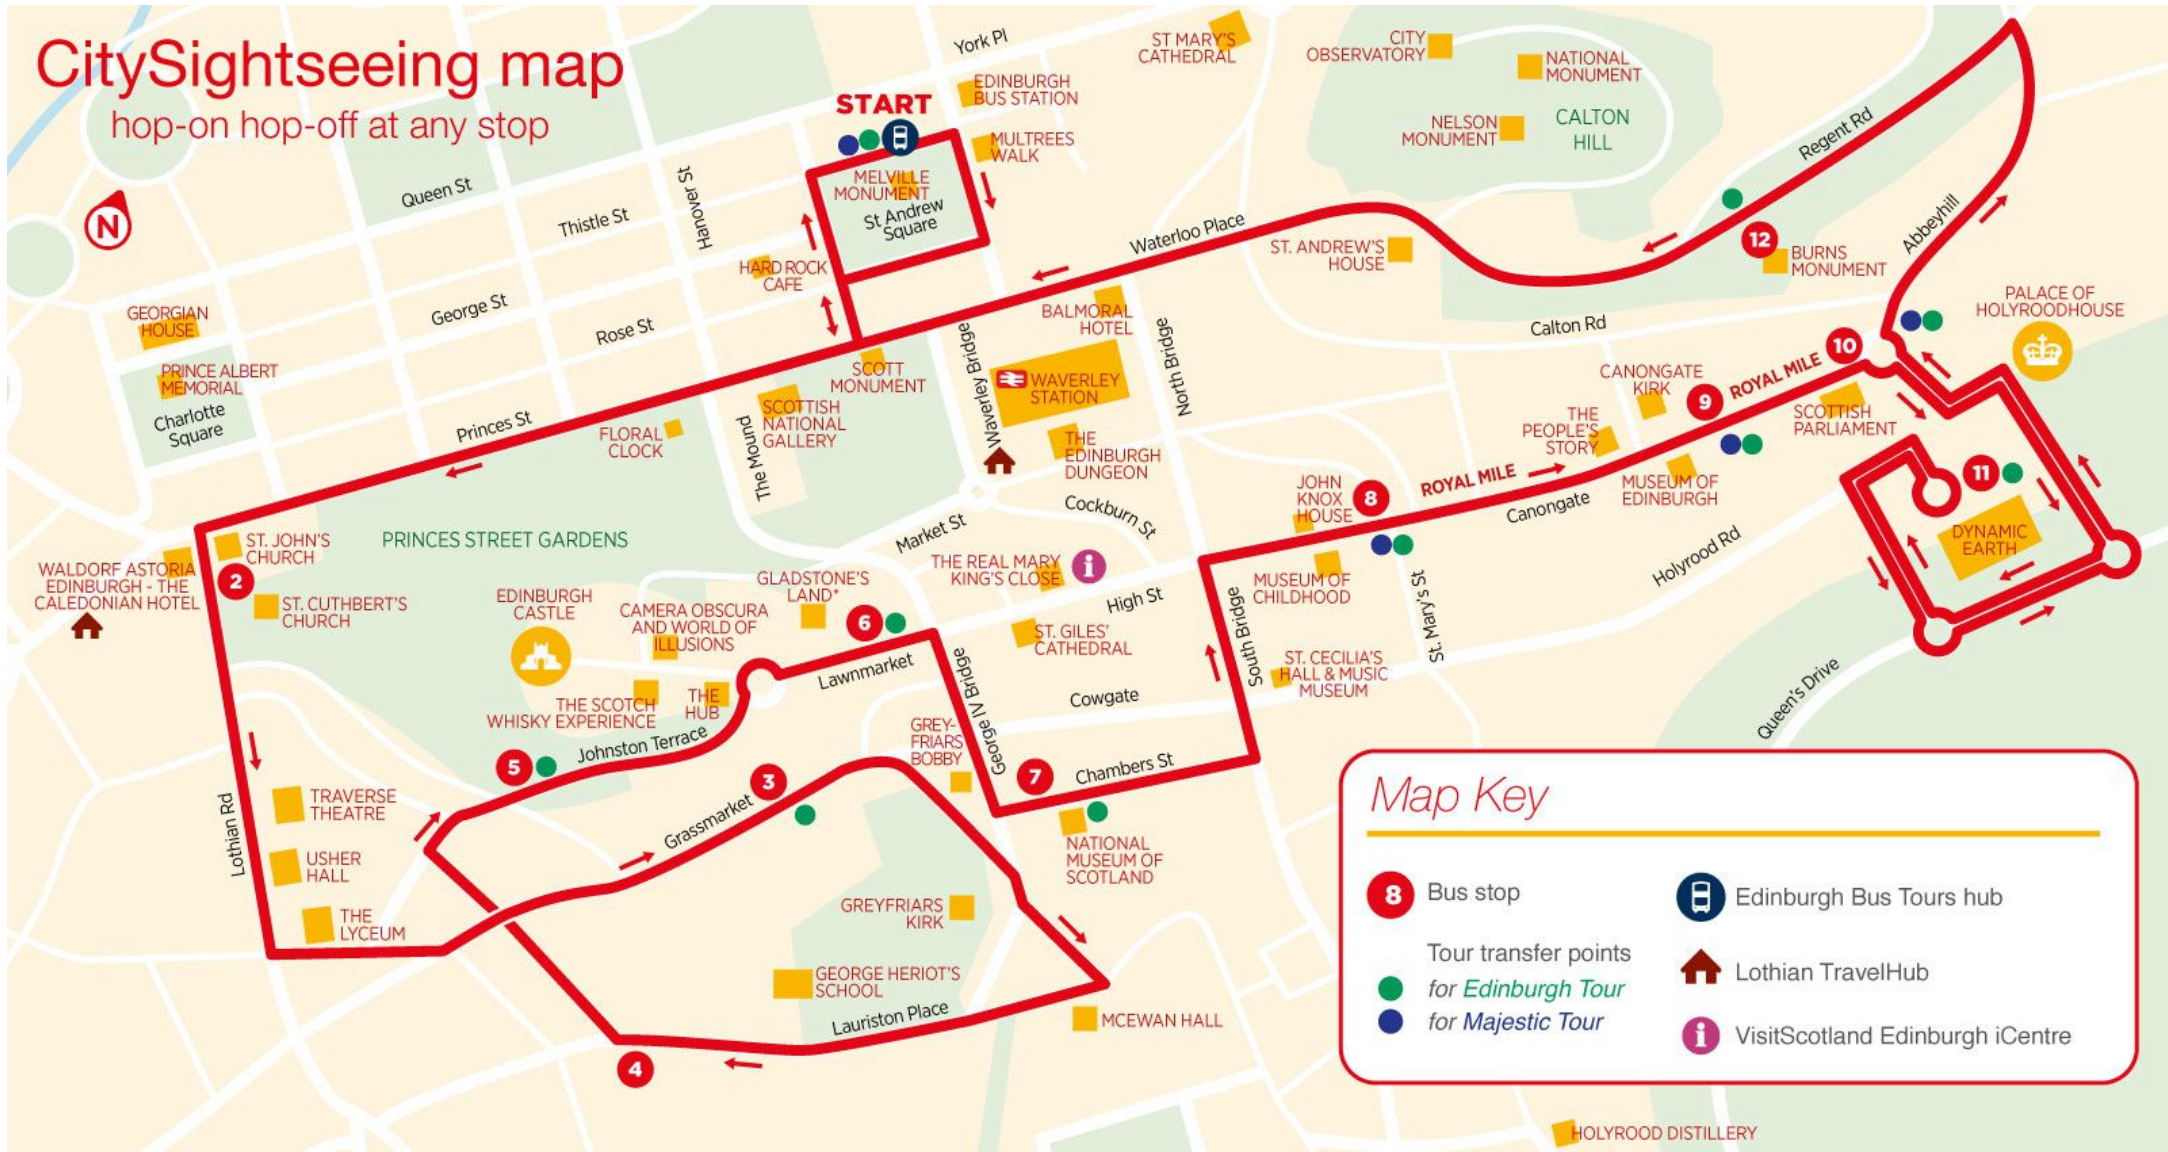 CitySightseeing map
hop-on hop-off at any stop
N
START
York Pl
EDINBURGH
BUS STATION
MULTREES
WALK
MELVILLE
MONUMENT
St Andrew
Square
ST MARY'S
CATHEDRAL
CITY
OBSERVATORY
NATIONAL
MONUMENT
NELSON
MONUMENT
CALTON
HILL
Regent Rd
Abbeyhill
12
BURNS
MONUMENT
Queen St
Thistle St
Hanover St
HARD ROCK
CAFE
George St
Rose St
Waterloo Place
ST. ANDREW'S
HOUSE
BALMORAL
HOTEL
Calton Rd
PALACE OF
HOLYROODHOUSE
GEORGIAN
HOUSE
PRINCE ALBERT
MEMORIAL
Charlotte
Square
Princes St
FLORAL
CLOCK
SCOTT
MONUMENT
SCOTTISH
NATIONAL
GALLERY
The Mound
Waverley Bridge
WAVERLEY
STATION
North Bridge
THE
EDINBURGH
DUNGEON
CANONGATE
KIRK
THE
PEOPLE'S
STORY
9
ROYAL MILE
10
SCOTTISH
PARLIAMENT
MUSEUM OF
EDINBURGH
11
DYNAMIC
EARTH
JOHN
KNOX
HOUSE
8
ROYAL MILE
Canongate
Holyrood Rd
Cockburn St
Market St
THE REAL MARY
KING'S CLOSE
i
High St
MUSEUM OF
CHILDHOOD
St. Mary's St
South Bridge
ST. CECILIA'S
HALL & MUSIC
MUSEUM
Queen's Drive
PRINCES STREET GARDENS
ST. JOHN'S
CHURCH
WALDORF ASTORIA
EDINBURGH - THE
CALEDONIAN HOTEL
2
ST. CUTHBERT'S
CHURCH
EDINBURGH
CASTLE
CAMERA OBSCURA
AND WORLD OF
ILLUSIONS
GLADSTONE'S
LAND*
6
Lawnmarket
ST. GILES'
CATHEDRAL
Cowgate
George IV Bridge
THE SCOTCH
WHISKY EXPERIENCE
THE
HUB
5
Johnston Terrace
GREY-
FRIARS
BOBBY
7
Chambers St
NATIONAL
MUSEUM OF
SCOTLAND
3
Grassmarket
Lothian Rd
TRAVERSE
THEATRE
USHER
HALL
THE
LYCEUM
GREYFRIARS
KIRK
GEORGE HERIOT'S
SCHOOL
Lauriston Place
MCEWAN HALL
4
HOLYROOD DISTILLERY
Map Key
8 Bus stop
Tour transfer points
for Edinburgh Tour
for Majestic Tour
Edinburgh Bus Tours hub
Lothian TravelHub
i VisitScotland Edinburgh iCentre